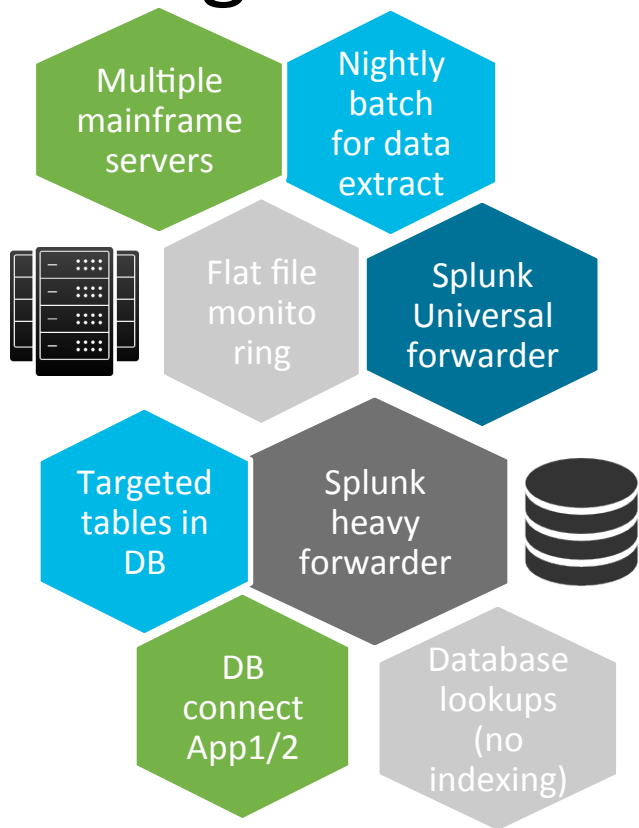 Multiple
mainframe
servers
Nightly
batch
for data
extract
Flat file
monito
ring
Splunk
Universal
forwarder
Targeted
tables in
DB
Splunk
heavy
forwarder
DB
connect
App1/2
Database
lookups
(no
indexing)